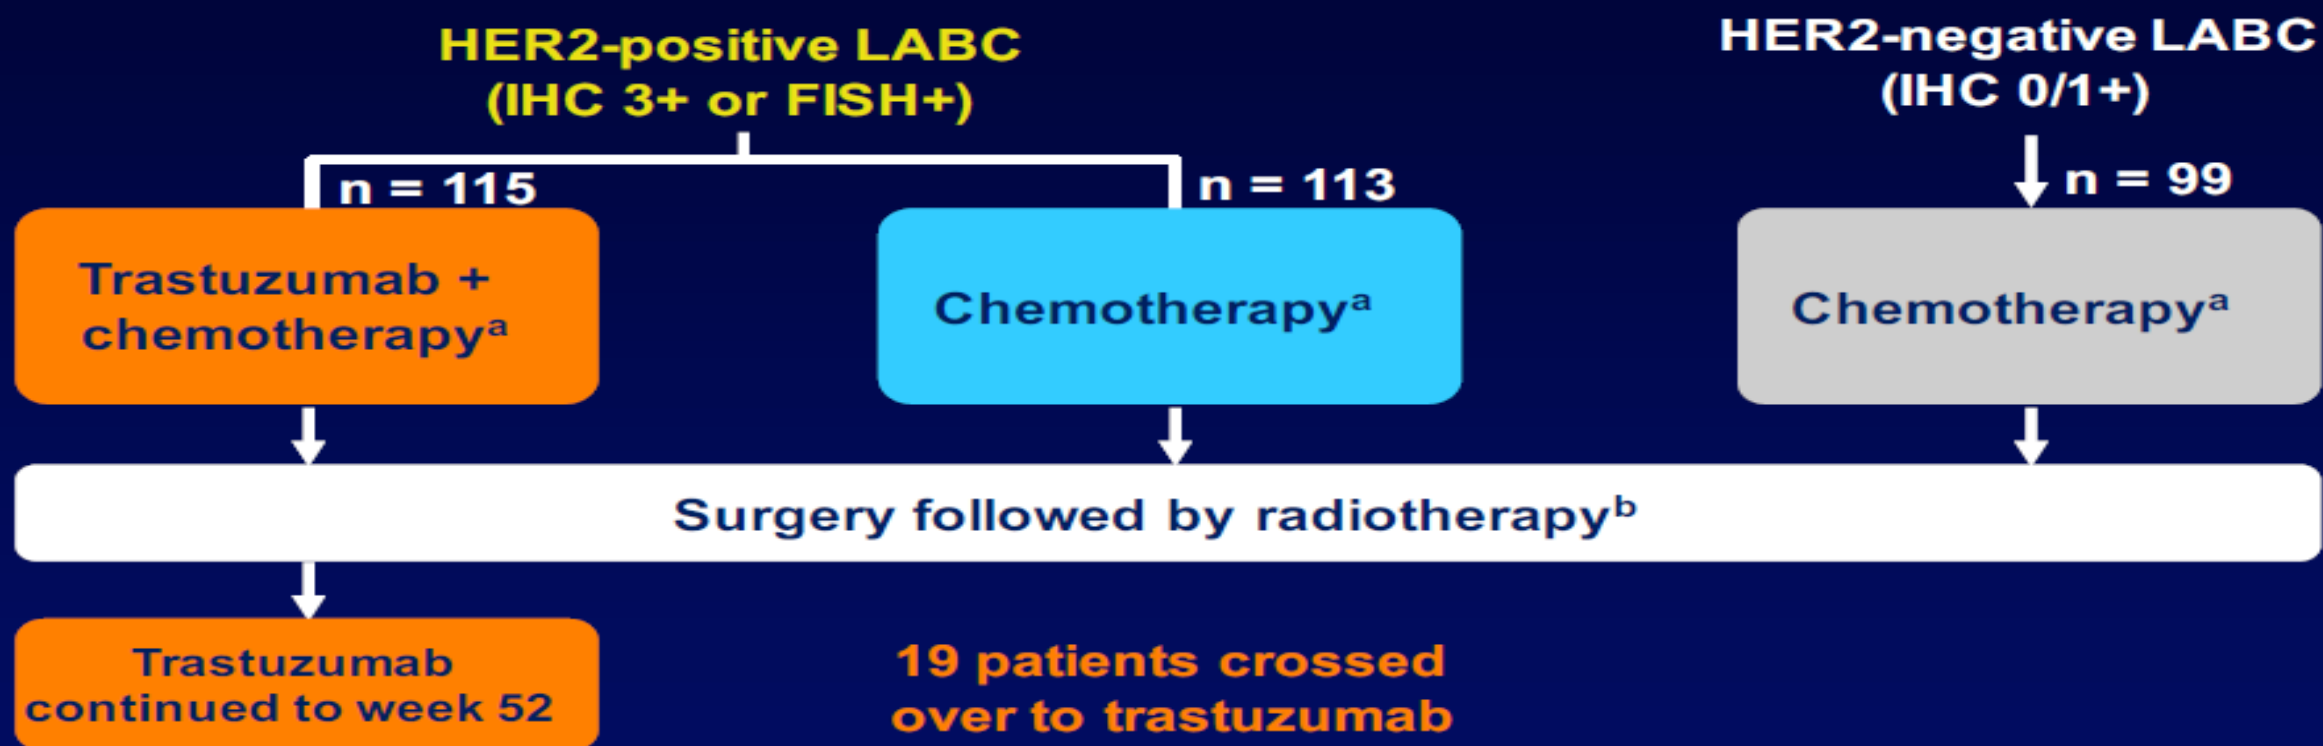 HER2-positive LABC
(IHC 3+ or FISH+)
HER2-negative LABC
(IHC 0/1+)
n = 115
n = 113
n = 99
Trastuzumab +
chemotherapyᵃ
Chemotherapyᵃ
Chemotherapyᵃ
Surgery followed by radiotherapyᵇ
Trastuzumab
continued to week 52
19 patients crossed
over to trastuzumab